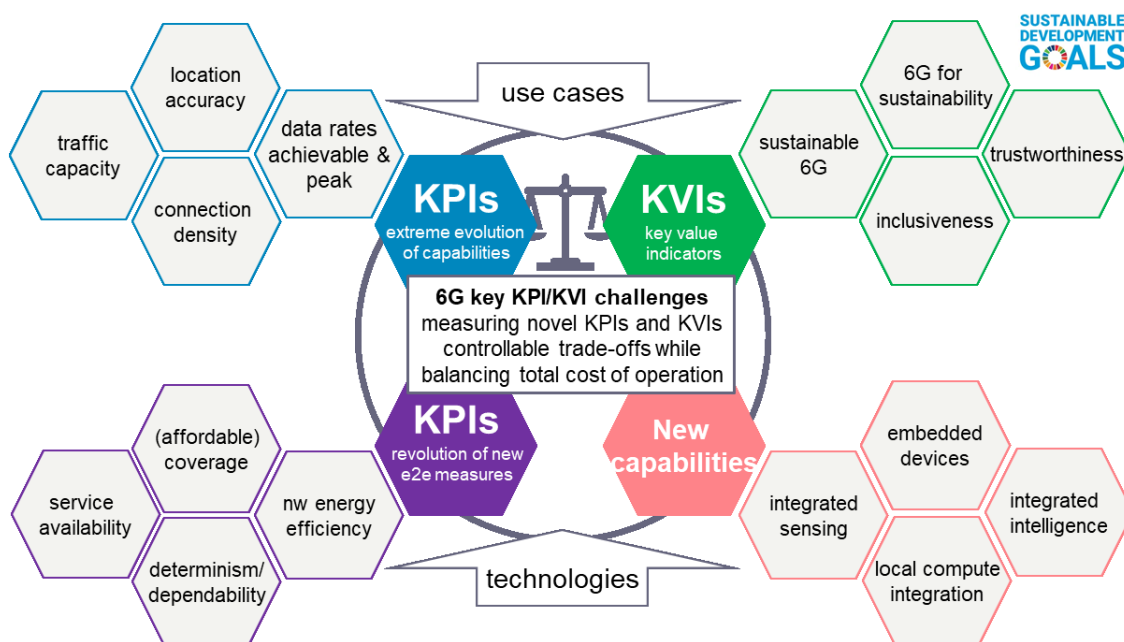 SUSTAINABLE
DEVELOPMENT
GOALS
use cases
location
accuracy
traffic
capacity
data rates
achievable &
peak
connection
density
KPIs
extreme evolution
of capabilities
KVIs
key value
indicators
6G for
sustainability
sustainable
6G
trustworthiness
inclusiveness
6G key KPI/KVI challenges
measuring novel KPIs and KVIs
controllable trade-offs while
balancing total cost of operation
KPIs
revolution of new
e2e measures
New
capabilities
(affordable)
coverage
service
availability
nw energy
efficiency
determinism/
dependability
embedded
devices
integrated
sensing
integrated
intelligence
local compute
integration
technologies